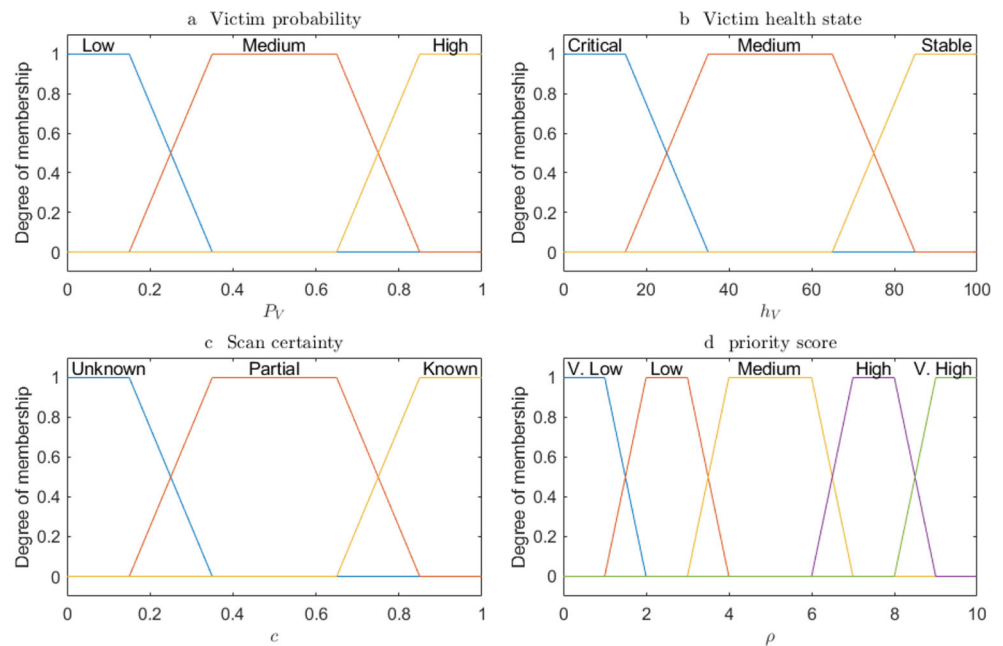 a Victim probability
Low Medium High
1
0.8
0.6
0.4
0.2
0
Degree of membership
0 0.2 0.4 0.6 0.8 1
P_V
b Victim health state
Critical Medium Stable
1
0.8
0.6
0.4
0.2
0
Degree of membership
0 20 40 60 80 100
h_V
c Scan certainty
Unknown Partial Known
1
0.8
0.6
0.4
0.2
0
Degree of membership
0 0.2 0.4 0.6 0.8 1
c
d priority score
V. Low Low Medium High V. High
1
0.8
0.6
0.4
0.2
0
Degree of membership
0 2 4 6 8 10
ρ